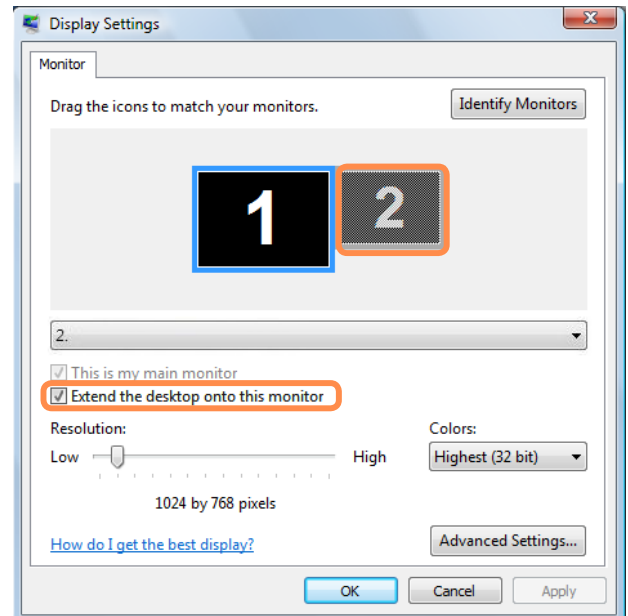 Display Settings
Monitor
Drag the icons to match your monitors.
Identify Monitors
1
2
2.
This is my main monitor
Extend the desktop onto this monitor
Resolution:
Colors:
Low
High
Highest (32 bit)
1024 by 768 pixels
How do I get the best display?
Advanced Settings...
OK
Cancel
Apply